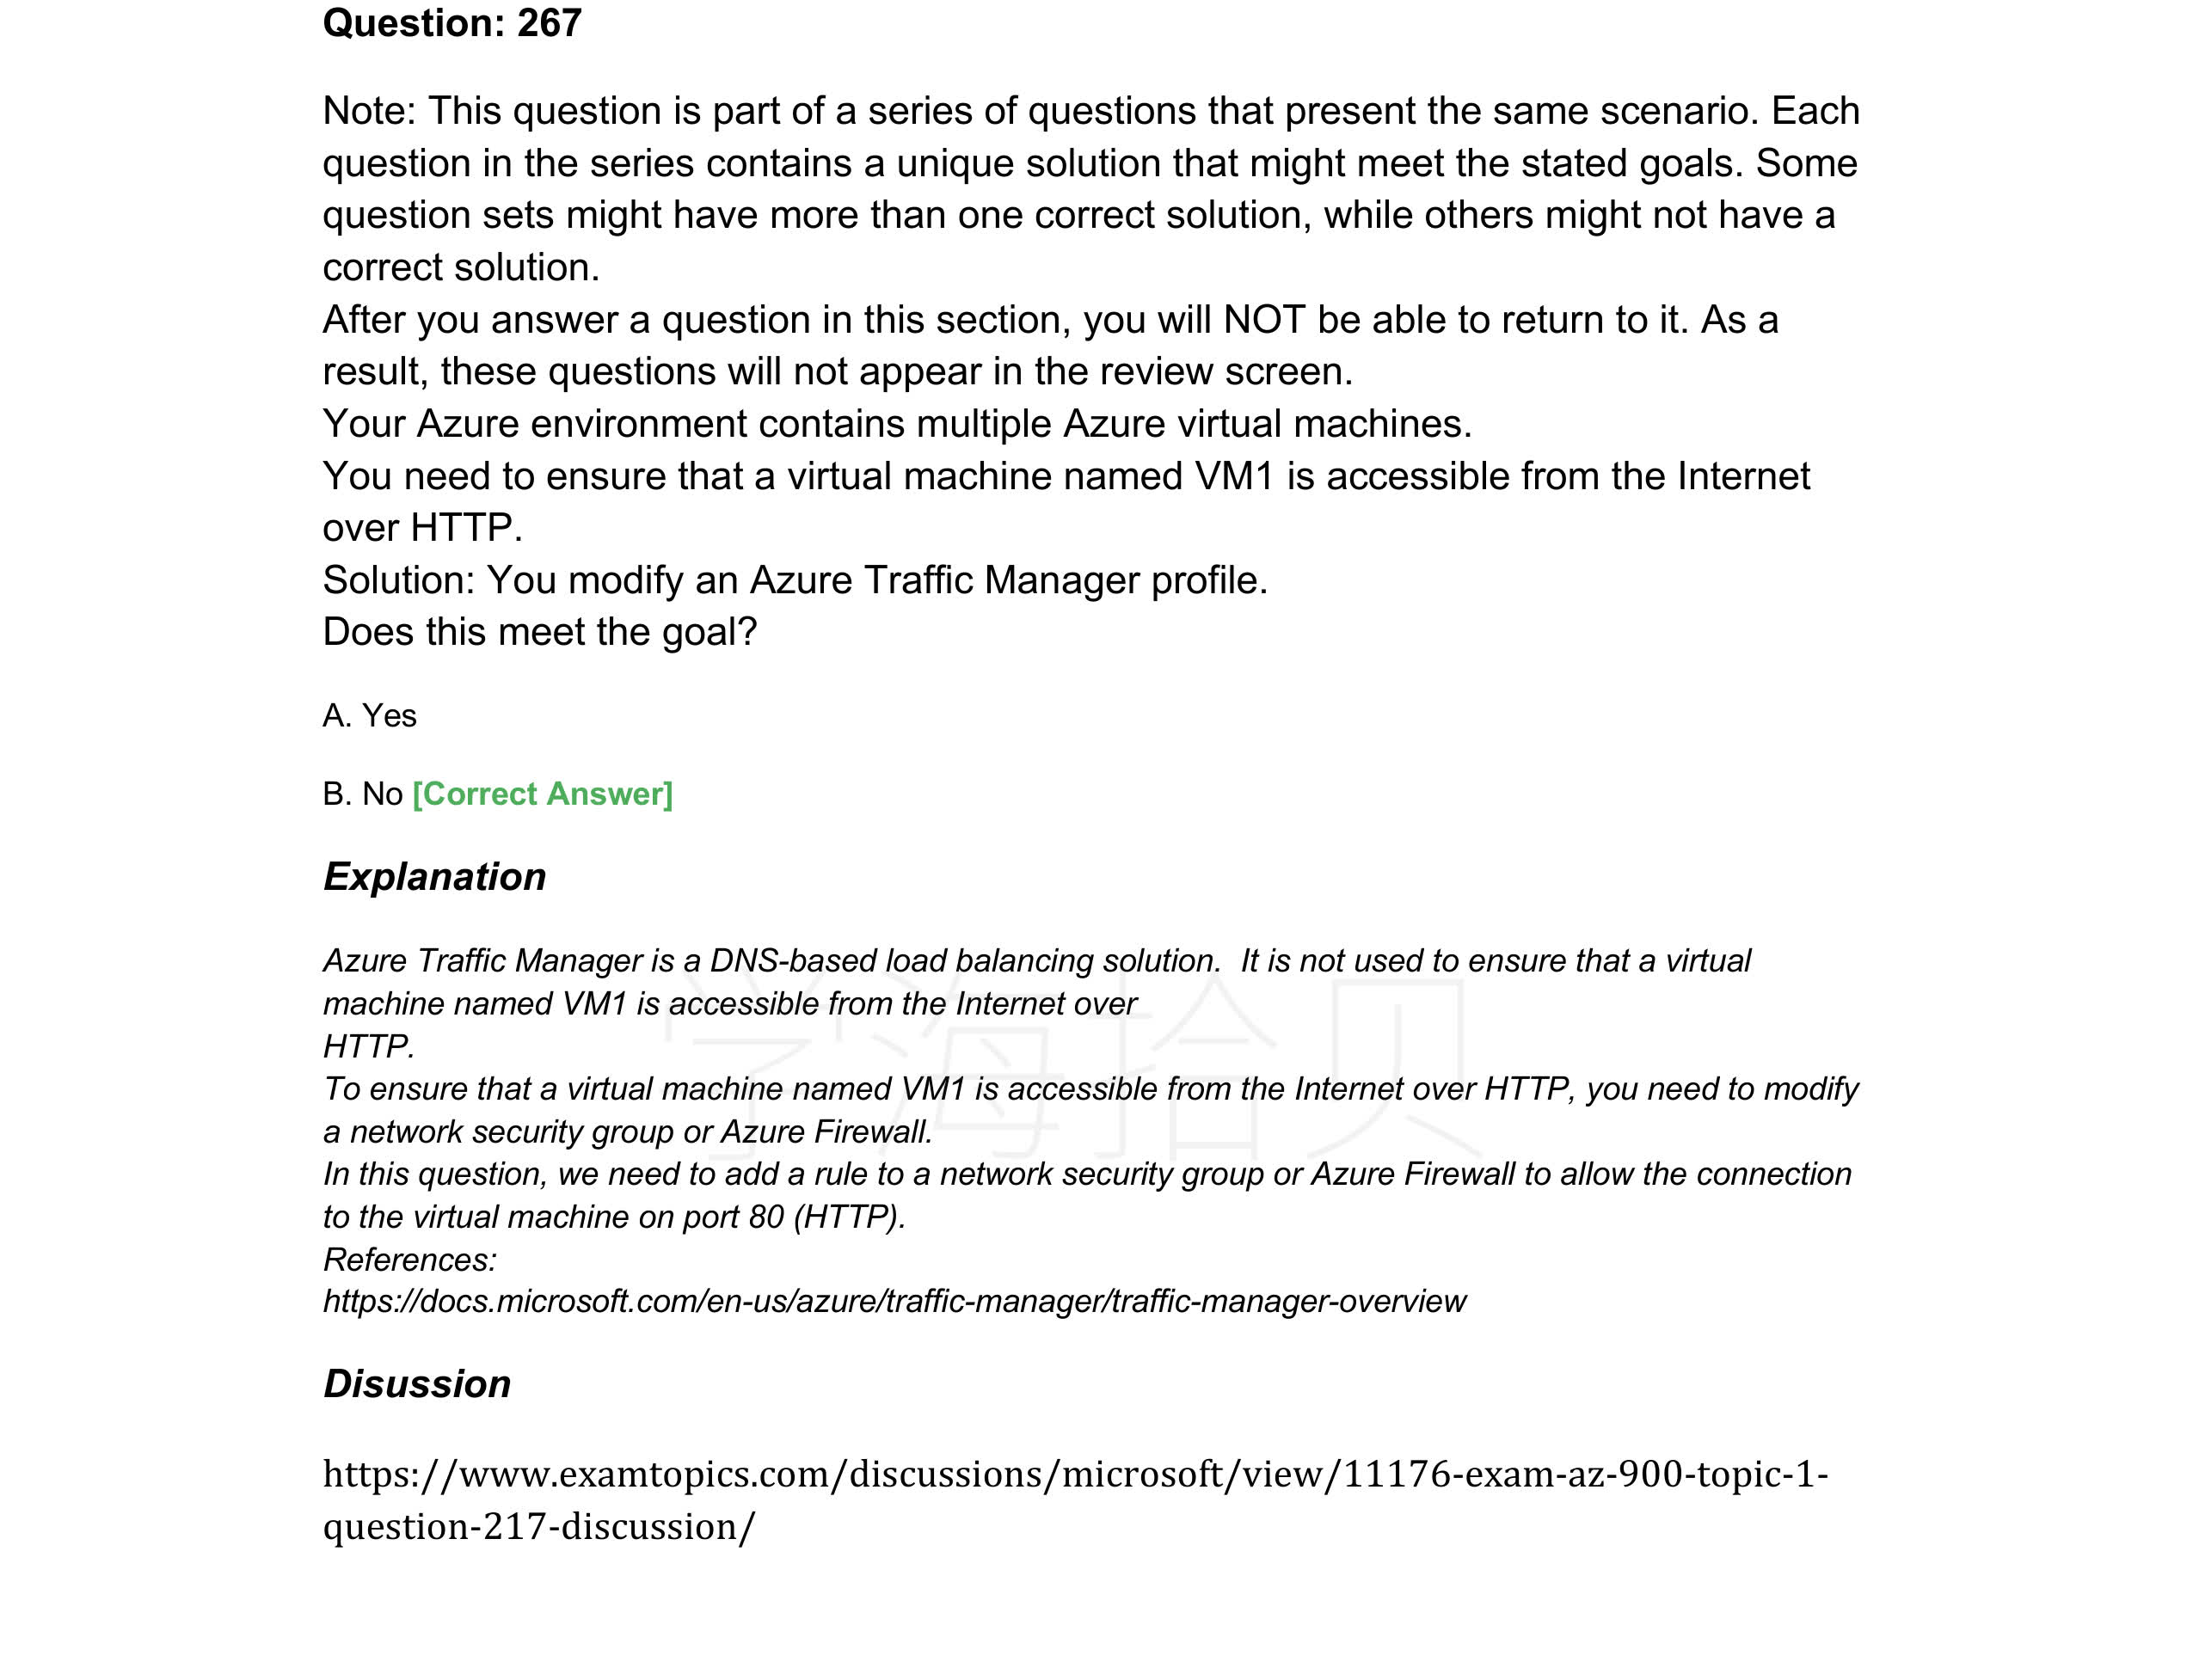 Question: 267
Note: This question is part of a series of questions that present the same scenario. Each
question in the series contains a unique solution that might meet the stated goals. Some
question sets might have more than one correct solution, while others might not have a
correct solution.
After you answer a question in this section, you will NOT be able to return to it. As a
result, these questions will not appear in the review screen.
Your Azure environment contains multiple Azure virtual machines.
You need to ensure that a virtual machine named VM1 is accessible from the Internet
over HTTP.
Solution: You modify an Azure Traffic Manager profile.
Does this meet the goal?
A. Yes
B. No [Correct Answer]
Explanation
Azure Traffic Manager is a DNS-based load balancing solution. It is not used to ensure that a virtual
machine named VM1 is accessible from the Internet over
HTTP.
学海拾贝
To ensure that a virtual machine named VM1 is accessible from the Internet over HTTP, you need to modify
a network security group or Azure Firewall.
In this question, we need to add a rule to a network security group or Azure Firewall to allow the connection
to the virtual machine on port 80 (HTTP).
References:
https://docs.microsoft.com/en-us/azure/traffic-manager/traffic-manager-overview
Disussion
https://www.examtopics.com/discussions/microsoft/view/11176-exam-az-900-topic-1-
question-217-discussion/